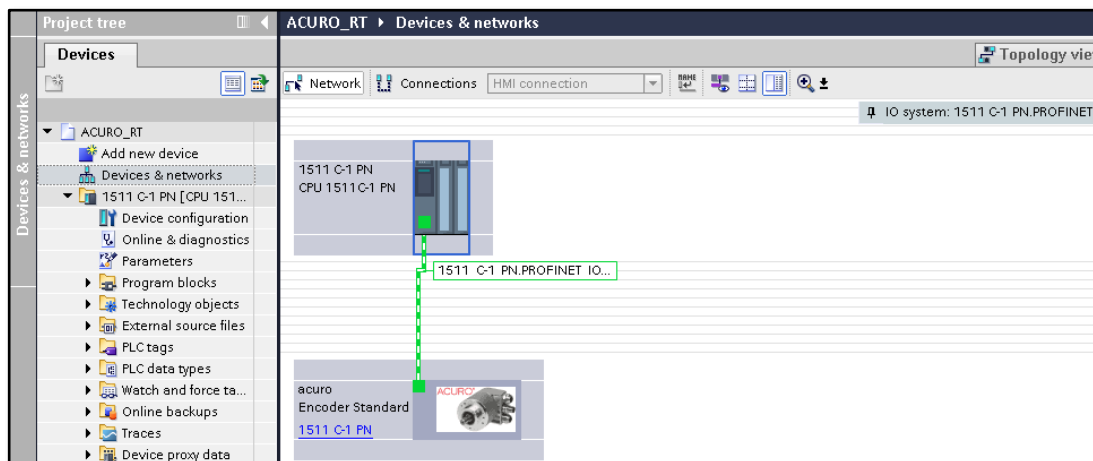 Project tree
ACURO_RT ▸ Devices & networks
Devices
Topology vie
Network
Connections
HMI connection
NAME
IO system: 1511 C-1 PN.PROFINET
Devices & networks
ACURO_RT
Add new device
Devices & networks
1511 C-1 PN [CPU 151...
Device configuration
Online & diagnostics
Parameters
Program blocks
Technology objects
External source files
PLC tags
PLC data types
Watch and force ta...
Online backups
Traces
Device proxy data
1511 C-1 PN
CPU 1511C-1 PN
1511 C-1 PN.PROFINET IO...
acuro
Encoder Standard
1511 C-1 PN
ACURO